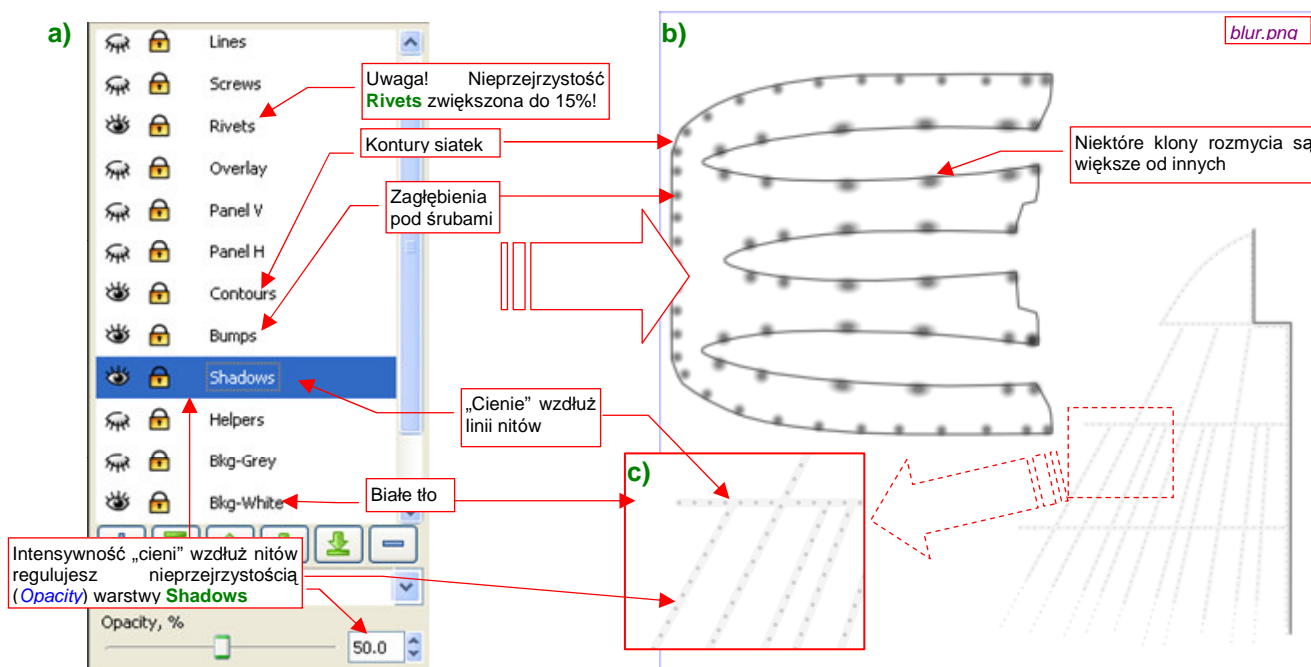 a)
Lines
Screws
Rivets
Overlay
Panel V
Panel H
Contours
Bumps
Shadows
Helpers
Bkg-Grey
Bkg-White
Opacity, %
50.0
Uwaga! Nieprzejrzystość
Rivets zwiększona do 15%!
Kontury siatek
Zagłębienia
pod śrubami
„Cienie” wzdłuż
linii nitów
Białe tło
Intensywność „cieni” wzdłuż nitów
regulujesz nieprzejrzystością
(Opacity) warstwy Shadows
b)
blur.png
Niektóre klony rozmycia są
większe od innych
c)